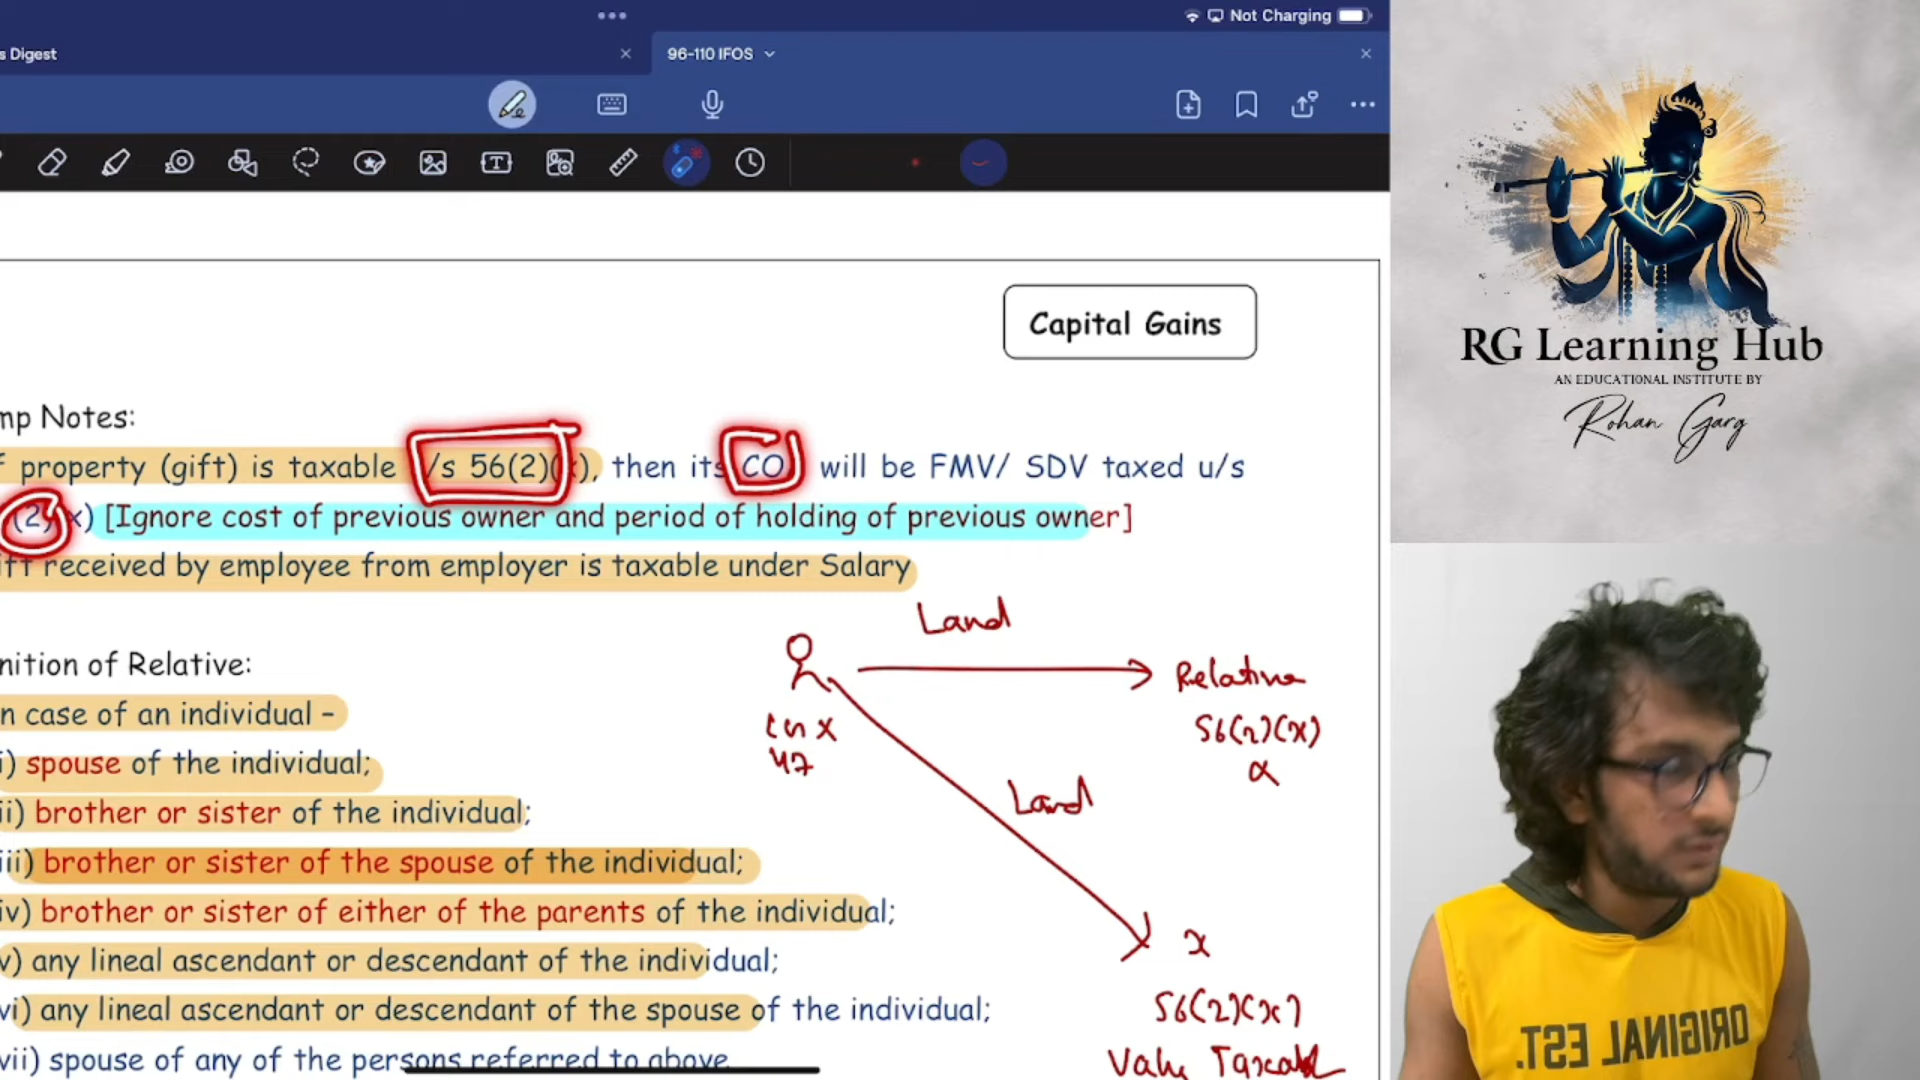 Not Charging
s Digest
96-110 IFOS
Capital Gains
mp Notes:
f property (gift) is taxable u/s 56(2)(x), then its COA will be FMV/ SDV taxed u/s
(2)(x) [Ignore cost of previous owner and period of holding of previous owner]
ift received by employee from employer is taxable under Salary
Land
nition of Relative:
Relative
n case of an individual –
CG X
47
56(2)(x)
i) spouse of the individual;
Land
ii) brother or sister of the individual;
iii) brother or sister of the spouse of the individual;
iv) brother or sister of either of the parents of the individual;
x
v) any lineal ascendant or descendant of the individual;
vi) any lineal ascendant or descendant of the spouse of the individual;
56(2)(x)
vii) spouse of any of the persons referred to above
Value Taxable
RG Learning Hub
AN EDUCATIONAL INSTITUTE BY
Rohan Garg
ORIGINAL EST.